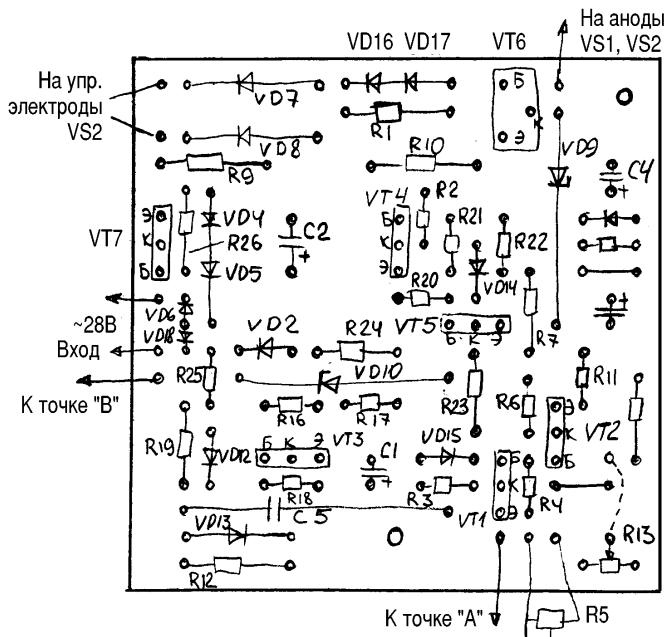 На аноды
VD16 VD17 VT6 VS1, VS2
На упр.
электроды
VS2
VD7
Б
К
Э
R1
VD8
R10
VD9
C4
+
R9
VT4
R2
VT7
Э
К
Б
VD4
R26
VD5
C2
+
Б
К
Э
R21
R22
VD14
R20
VD6
~28В
VD18
VT5
Б К Э
R7
+
Вход
VD2
R24
R25
VD10
R11
К точке "В"
R16
R17
R23
R6
Э
К
Б
VT2
R19
VD12
Б К Э
VT3
C1
+
VD15
R18
R3
Б
К
Э
R4
C5
VT1
VD13
R13
R12
К точке "А"
R5